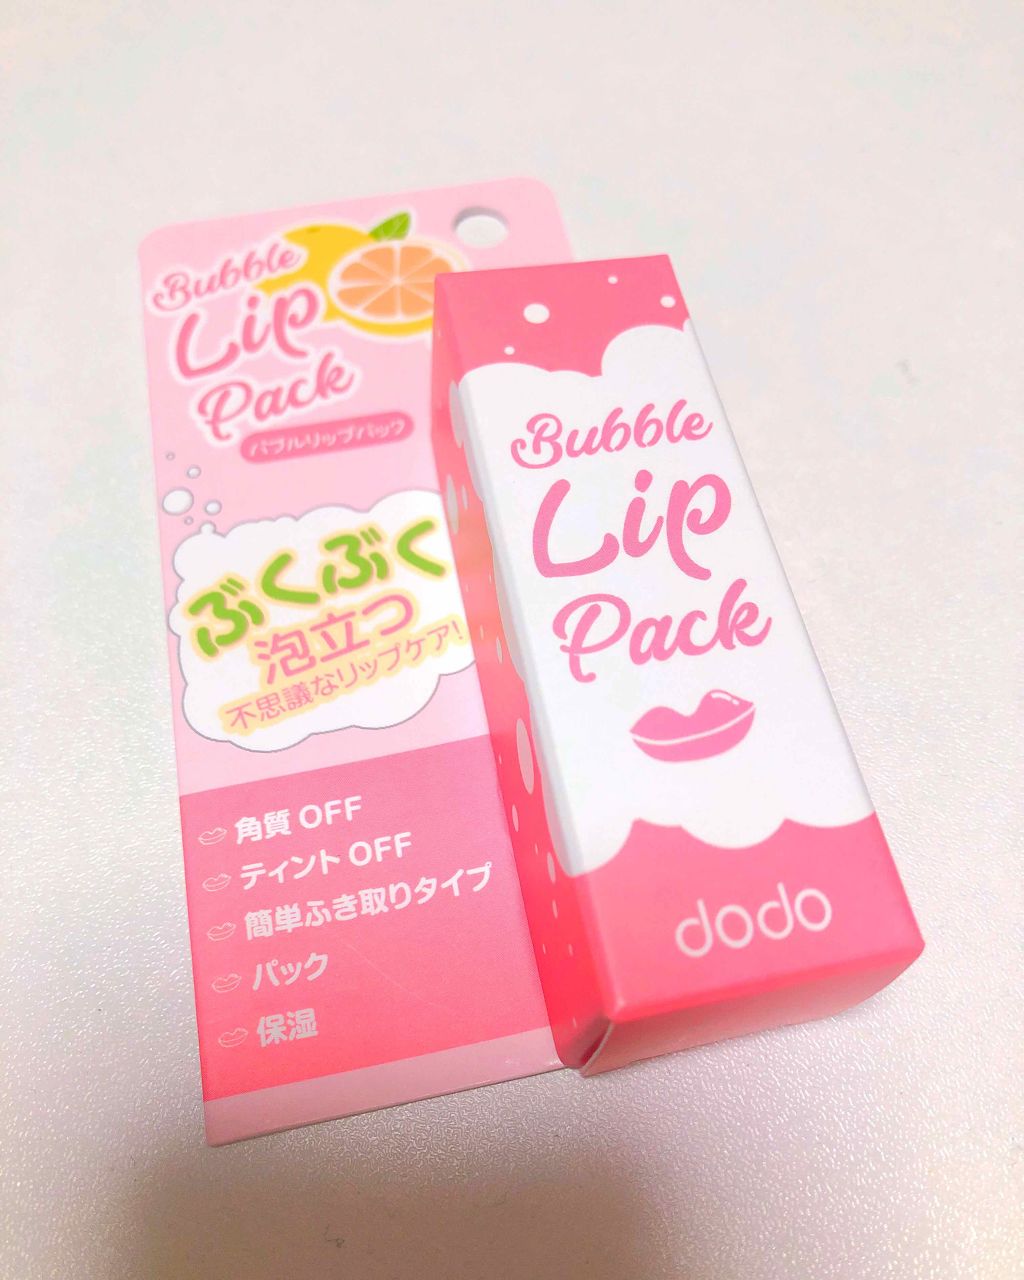 Bubble
Lip
Pack
バブルリップパック
ぶくぶく
泡立つ
不思議なリップケア!
角質 OFF
ティント OFF
簡単ふき取りタイプ
パック
保湿
Bubble
Lip
Pack
dodo